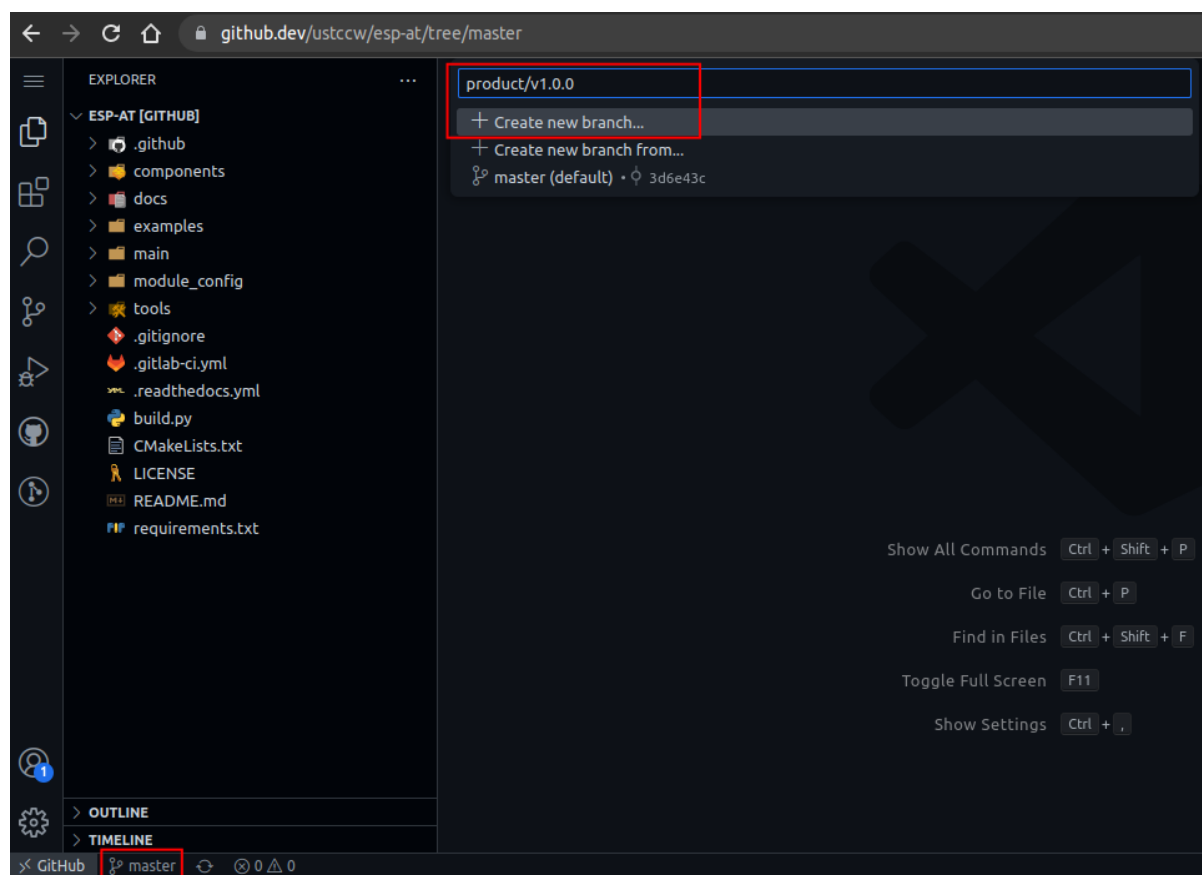 github.dev/ustccw/esp-at/tree/master
EXPLORER
ESP-AT [GITHUB]
.github
components
docs
examples
main
module_config
tools
.gitignore
.gitlab-ci.yml
YML .readthedocs.yml
build.py
CMakeLists.txt
LICENSE
M↓ README.md
PIP requirements.txt
product/v1.0.0
Create new branch...
Create new branch from...
master (default) • 3d6e43c
Show All Commands Ctrl + Shift + P
Go to File Ctrl + P
Find in Files Ctrl + Shift + F
Toggle Full Screen F11
Show Settings Ctrl + ,
1
OUTLINE
TIMELINE
GitHub master 0 0